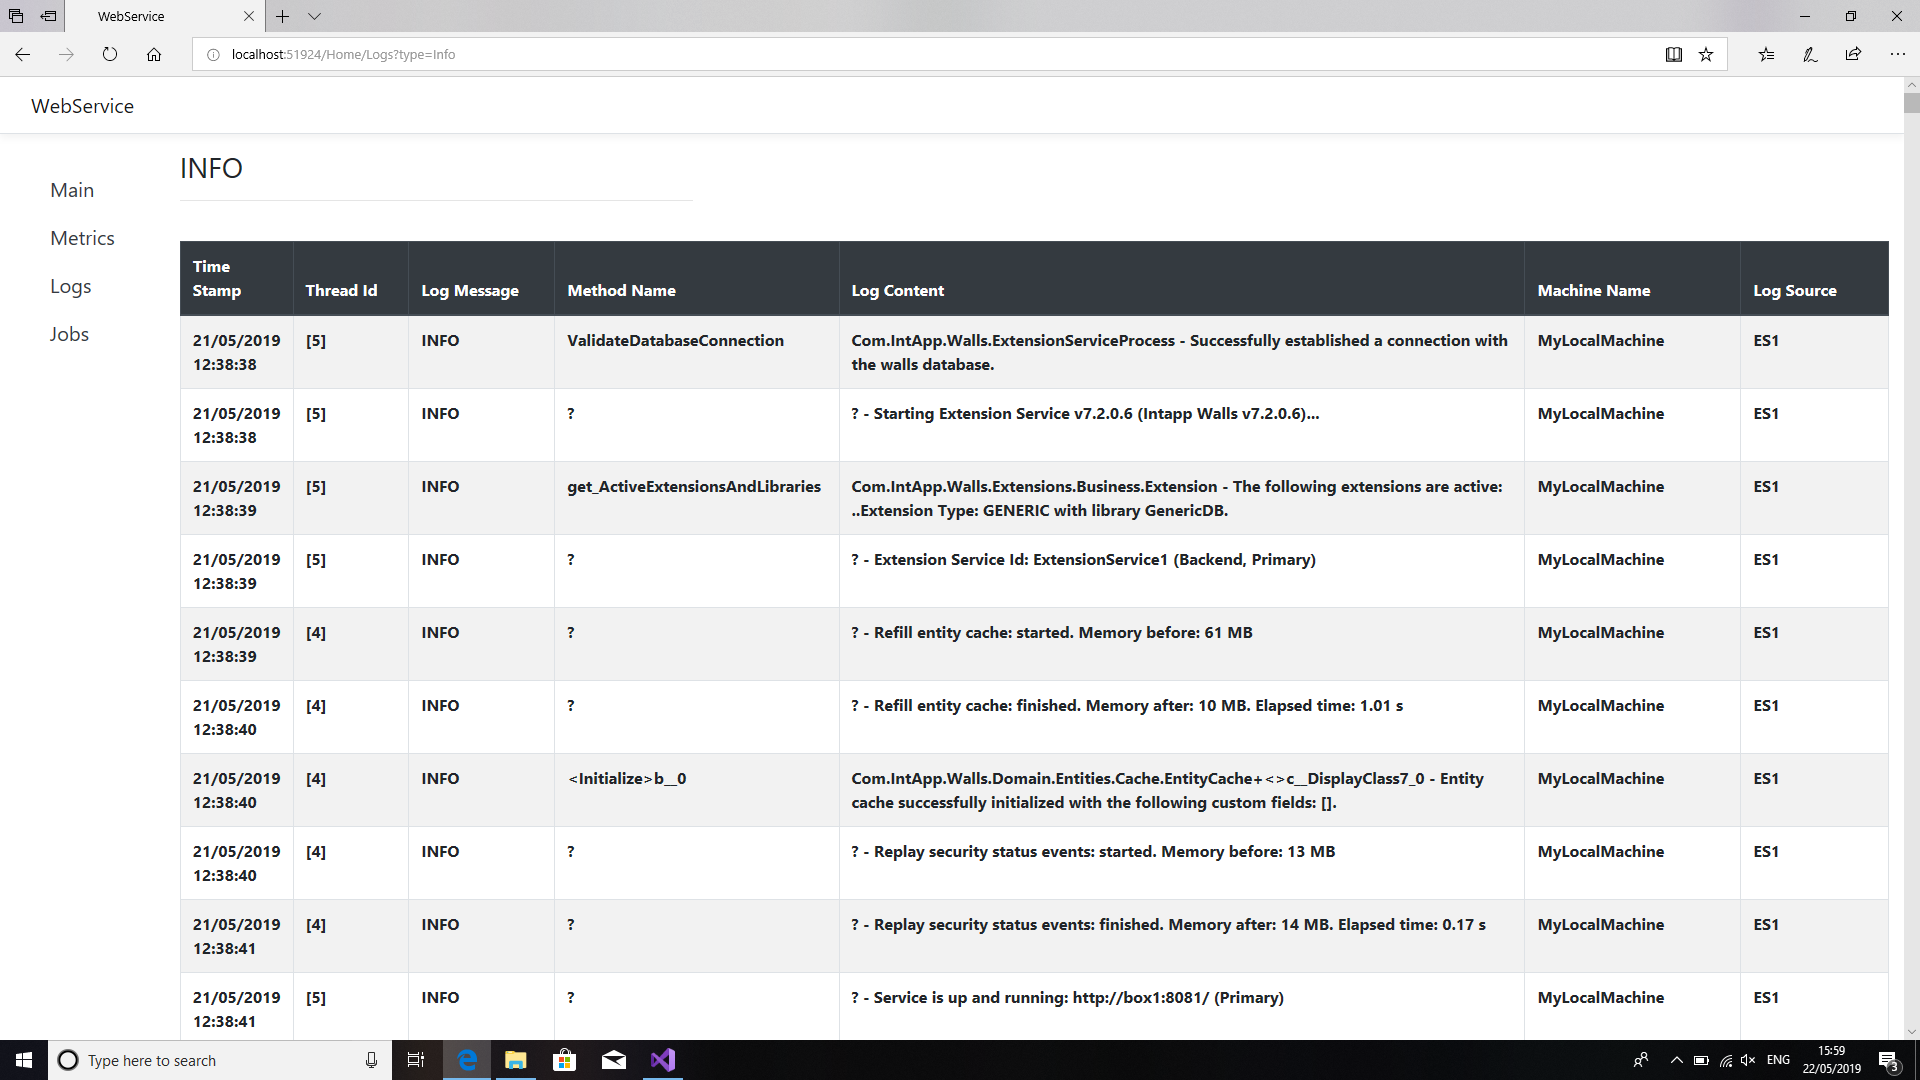 WebService
localhost:51924/Home/Logs?type=Info
WebService
Main
Metrics
Logs
Jobs
INFO
Time Stamp Thread Id Log Message Method Name Log Content Machine Name Log Source
21/05/2019 12:38:38 [5] INFO ValidateDatabaseConnection Com.IntApp.Walls.ExtensionServiceProcess - Successfully established a connection with the walls database. MyLocalMachine ES1
21/05/2019 12:38:38 [5] INFO ? ? - Starting Extension Service v7.2.0.6 (Intapp Walls v7.2.0.6)... MyLocalMachine ES1
21/05/2019 12:38:39 [5] INFO get_ActiveExtensionsAndLibraries Com.IntApp.Walls.Extensions.Business.Extension - The following extensions are active: ..Extension Type: GENERIC with library GenericDB. MyLocalMachine ES1
21/05/2019 12:38:39 [5] INFO ? ? - Extension Service Id: ExtensionService1 (Backend, Primary) MyLocalMachine ES1
21/05/2019 12:38:39 [4] INFO ? ? - Refill entity cache: started. Memory before: 61 MB MyLocalMachine ES1
21/05/2019 12:38:40 [4] INFO ? ? - Refill entity cache: finished. Memory after: 10 MB. Elapsed time: 1.01 s MyLocalMachine ES1
21/05/2019 12:38:40 [4] INFO <Initialize>b__0 Com.IntApp.Walls.Domain.Entities.Cache.EntityCache+<>c__DisplayClass7_0 - Entity cache successfully initialized with the following custom fields: []. MyLocalMachine ES1
21/05/2019 12:38:40 [4] INFO ? ? - Replay security status events: started. Memory before: 13 MB MyLocalMachine ES1
21/05/2019 12:38:41 [4] INFO ? ? - Replay security status events: finished. Memory after: 14 MB. Elapsed time: 0.17 s MyLocalMachine ES1
21/05/2019 12:38:41 [5] INFO ? ? - Service is up and running: http://box1:8081/ (Primary) MyLocalMachine ES1
Type here to search
ENG
15:59
22/05/2019
3